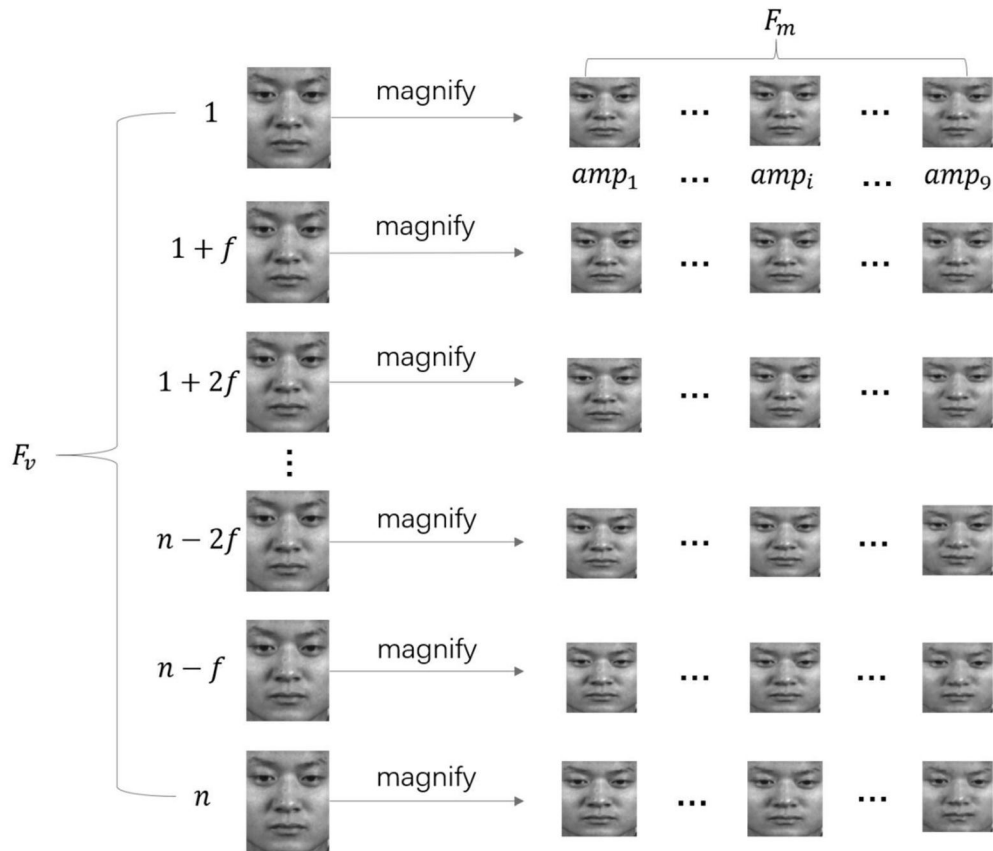 F_m
1 magnify ... ...
amp_1 ... amp_i ... amp_9
1 + f magnify ... ...
1 + 2f magnify ... ...
F_v
⋮
n − 2f magnify ... ...
n − f magnify ... ...
n magnify ... ...